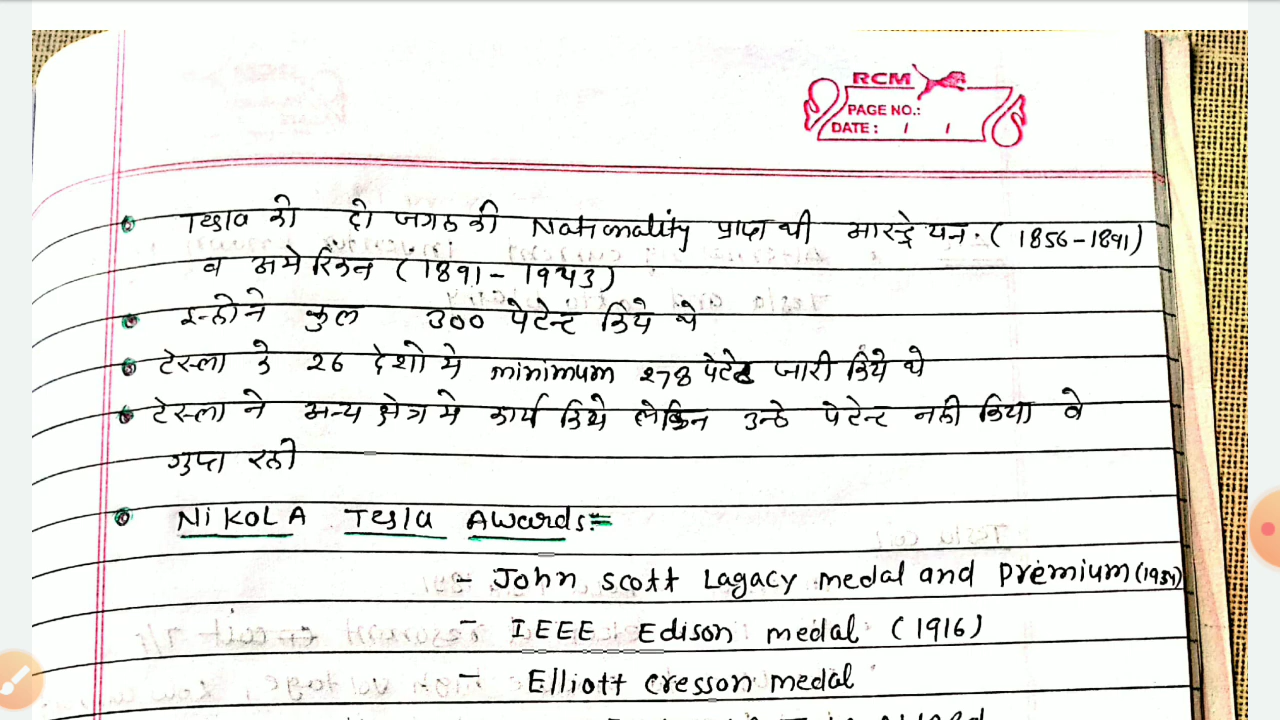 RCM
PAGE NO.:
DATE: / /
Tesla को दो जगह की Nationality प्राप्त थी आस्ट्रेयन. (1856-1891)
व अमेरिकन (1891-1943)
इन्होने कुल 300 पेटेन्ट किये थे
टेस्ला के 26 देशो मे minimum 278 पेटेंट जारी किये थे
टेस्ला ने अन्य क्षेत्र मे कार्य किये लेकिन उन्हे पेटेन्ट नही किया वे
गुप्त रही
NiKOLA Tesla Awards:-
- John scott Lagacy medal and premium (1934)
- IEEE Edison medal (1916)
- Elliott cresson medal